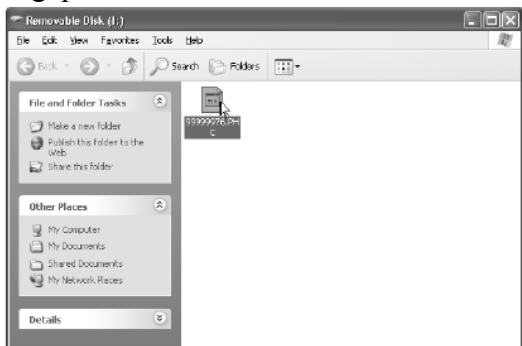 Removable Disk (I:)
File Edit View Favorites Tools Help
Back Search Folders
File and Folder Tasks
Make a new folder
Publish this folder to the
Web
Share this folder
99999976.PH
C
Other Places
My Computer
My Documents
Shared Documents
My Network Places
Details